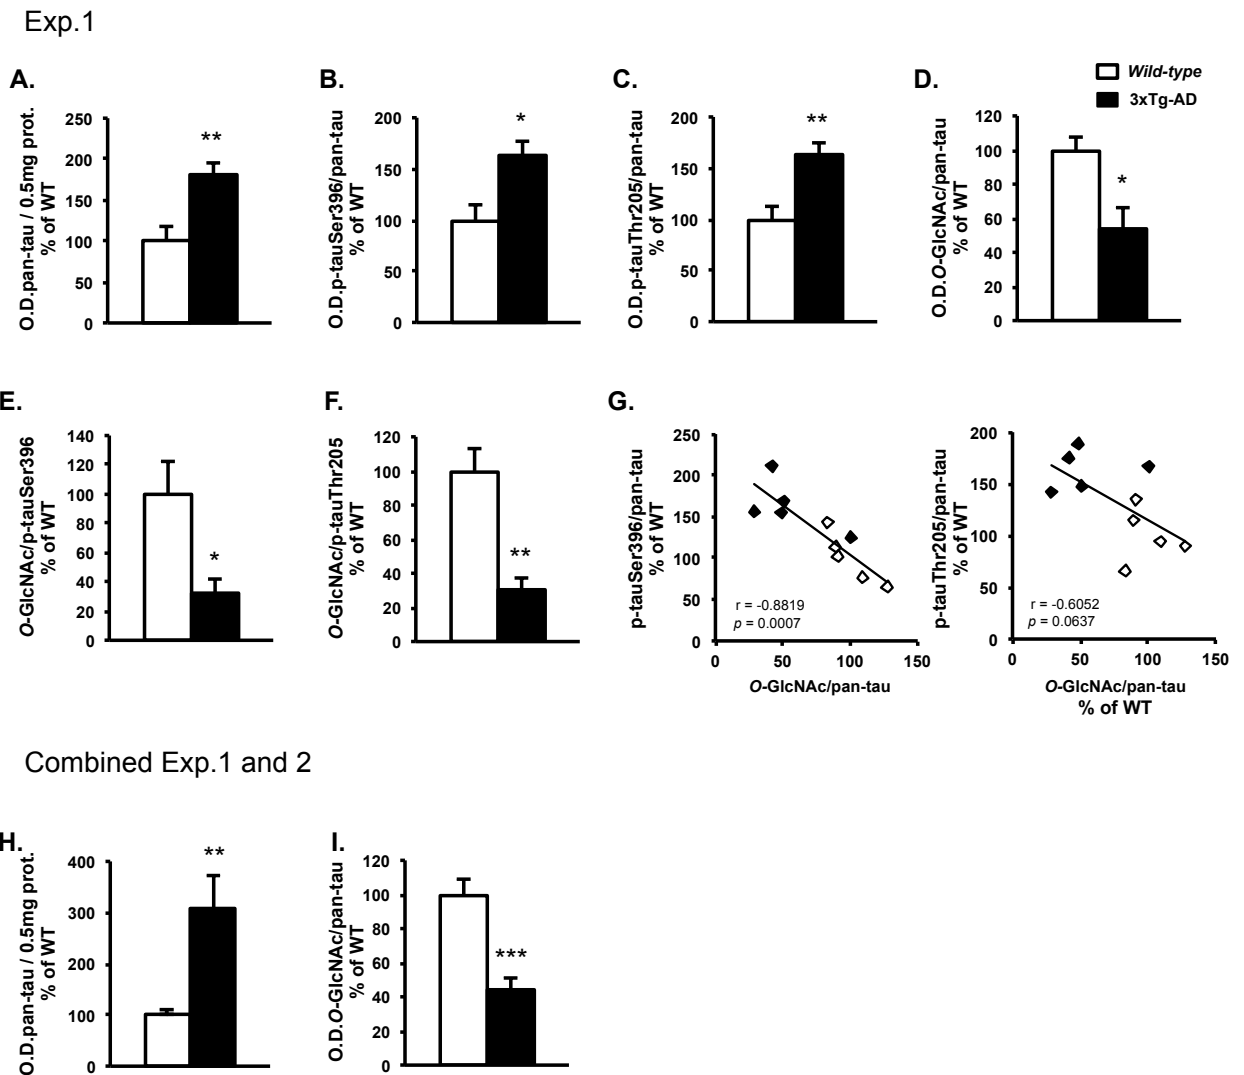 Exp.1
A.
O.D.pan-tau / 0.5mg prot.
% of WT
250
200
150
100
50
0
**
B.
O.D.p-tauSer396/pan-tau
% of WT
200
150
100
50
0
*
C.
O.D.p-tauThr205/pan-tau
% of WT
200
150
100
50
0
**
D.
Wild-type
3xTg-AD
O.D.O-GlcNAc/pan-tau
% of WT
120
100
80
60
40
20
0
*
E.
O-GlcNAc/p-tauSer396
% of WT
140
120
100
80
60
40
20
0
*
F.
O-GlcNAc/p-tauThr205
% of WT
120
100
80
60
40
20
0
**
G.
p-tauSer396/pan-tau
% of WT
250
200
150
100
50
0
r = -0.8819
p = 0.0007
0 50 100 150
O-GlcNAc/pan-tau
p-tauThr205/pan-tau
% of WT
200
150
100
50
0
r = -0.6052
p = 0.0637
0 50 100 150
O-GlcNAc/pan-tau
% of WT
Combined Exp.1 and 2
H.
O.D.pan-tau / 0.5mg prot.
% of WT
400
300
200
100
0
**
I.
O.D.O-GlcNAc/pan-tau
% of WT
120
100
80
60
40
20
0
***